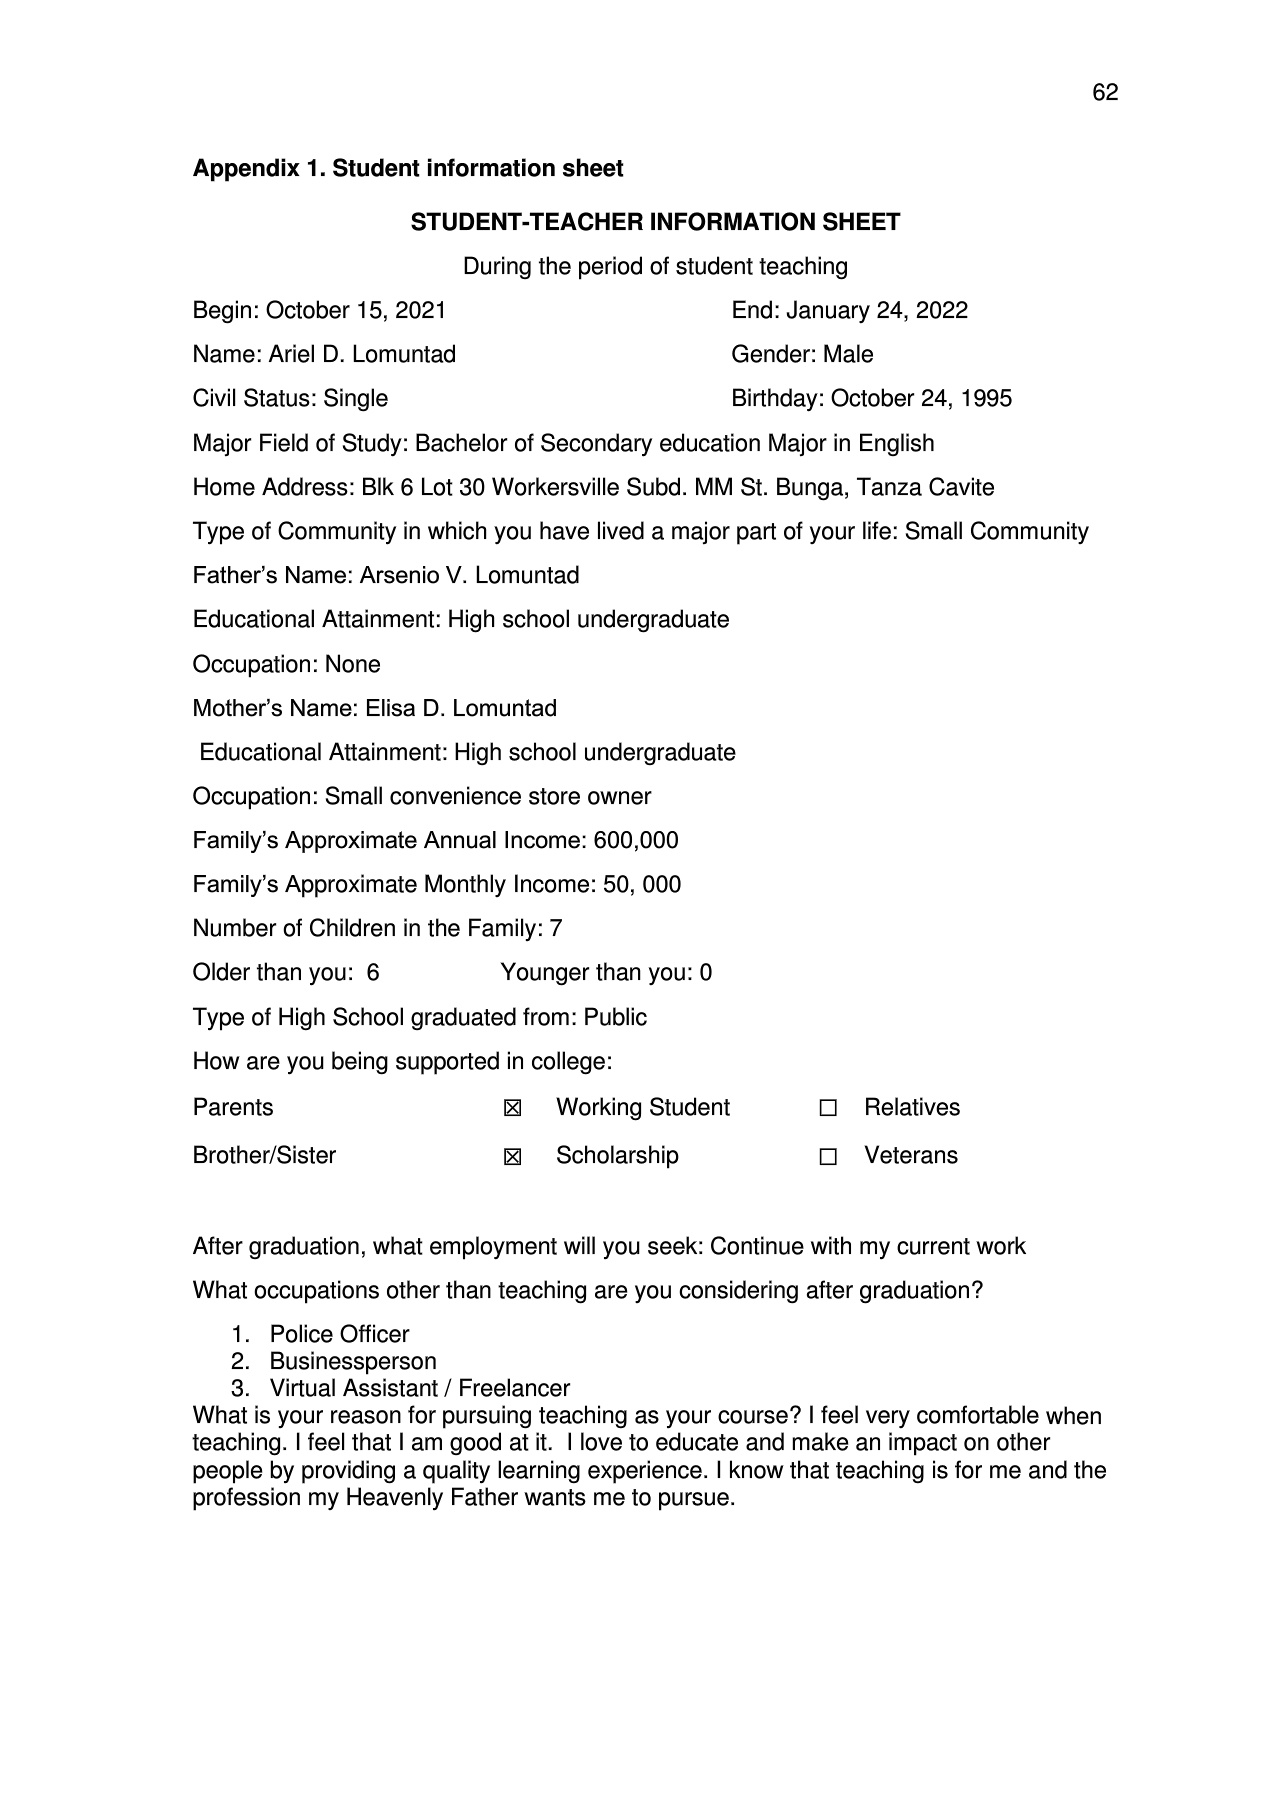 62
Appendix 1. Student information sheet
STUDENT-TEACHER INFORMATION SHEET
During the period of student teaching
Begin: October 15, 2021 End: January 24, 2022
Name: Ariel D. Lomuntad Gender: Male
Civil Status: Single Birthday: October 24, 1995
Major Field of Study: Bachelor of Secondary education Major in English
Home Address: Blk 6 Lot 30 Workersville Subd. MM St. Bunga, Tanza Cavite
Type of Community in which you have lived a major part of your life: Small Community
Father’s Name: Arsenio V. Lomuntad
Educational Attainment: High school undergraduate
Occupation: None
Mother’s Name: Elisa D. Lomuntad
Educational Attainment: High school undergraduate
Occupation: Small convenience store owner
Family’s Approximate Annual Income: 600,000
Family’s Approximate Monthly Income: 50, 000
Number of Children in the Family: 7
Older than you: 6 Younger than you: 0
Type of High School graduated from: Public
How are you being supported in college:
Parents ☒ Working Student ☐ Relatives
Brother/Sister ☒ Scholarship ☐ Veterans
After graduation, what employment will you seek: Continue with my current work
What occupations other than teaching are you considering after graduation?
1. Police Officer
2. Businessperson
3. Virtual Assistant / Freelancer
What is your reason for pursuing teaching as your course? I feel very comfortable when
teaching. I feel that I am good at it. I love to educate and make an impact on other
people by providing a quality learning experience. I know that teaching is for me and the
profession my Heavenly Father wants me to pursue.